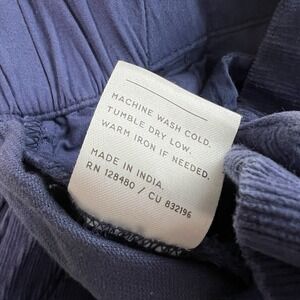 MACHINE WASH COLD.
TUMBLE DRY LOW.
WARM IRON IF NEEDED.
MADE IN INDIA.
RN 128480 / CU 832196